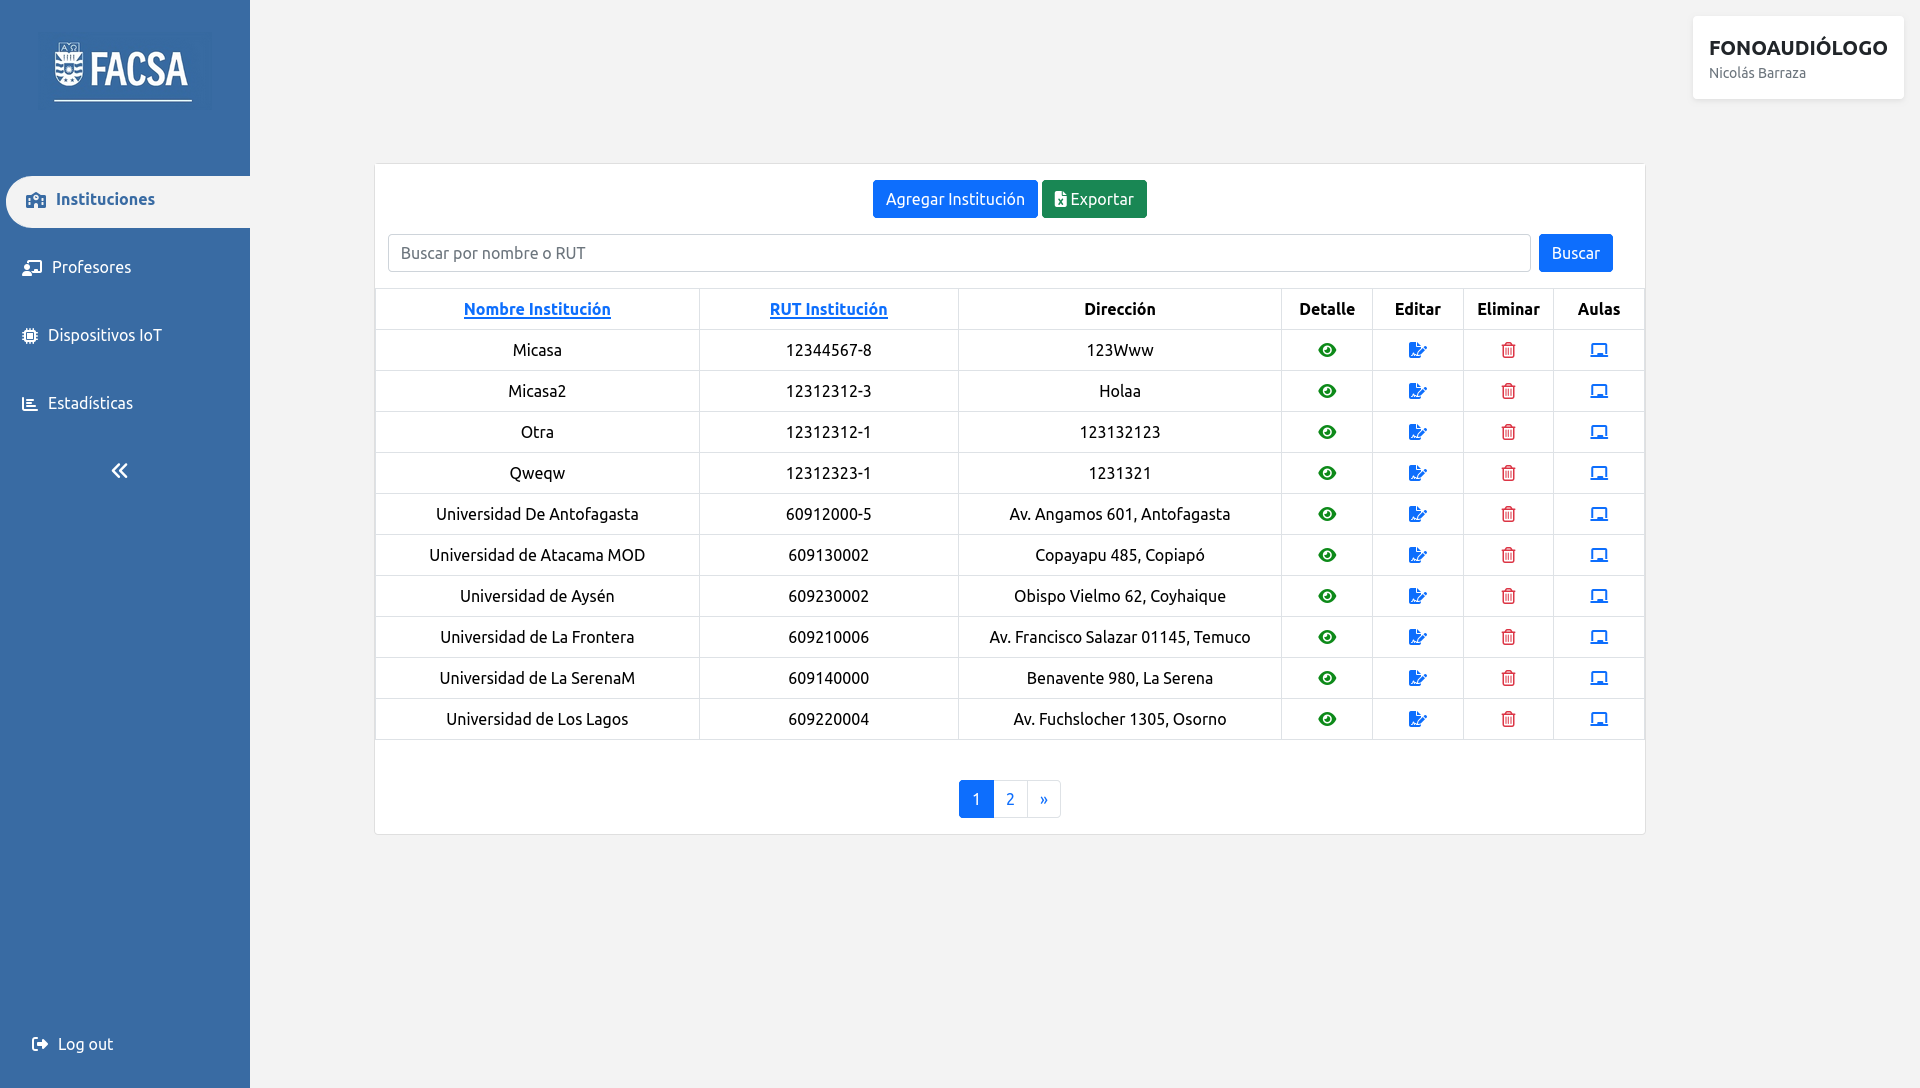 FACSA
FONOAUDIÓLOGO
Nicolás Barraza
Instituciones
Profesores
Dispositivos IoT
Estadísticas
Log out
Agregar Institución Exportar
Buscar por nombre o RUT Buscar
Nombre Institución RUT Institución Dirección Detalle Editar Eliminar Aulas
Micasa 12344567-8 123Www
Micasa2 12312312-3 Holaa
Otra 12312312-1 123132123
Qweqw 12312323-1 1231321
Universidad De Antofagasta 60912000-5 Av. Angamos 601, Antofagasta
Universidad de Atacama MOD 609130002 Copayapu 485, Copiapó
Universidad de Aysén 609230002 Obispo Vielmo 62, Coyhaique
Universidad de La Frontera 609210006 Av. Francisco Salazar 01145, Temuco
Universidad de La SerenaM 609140000 Benavente 980, La Serena
Universidad de Los Lagos 609220004 Av. Fuchslocher 1305, Osorno
1 2 »